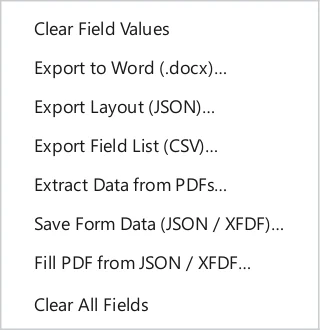 Clear Field Values
Export to Word (.docx)...
Export Layout (JSON)...
Export Field List (CSV)...
Extract Data from PDFs...
Save Form Data (JSON / XFDF)...
Fill PDF from JSON / XFDF...
Clear All Fields